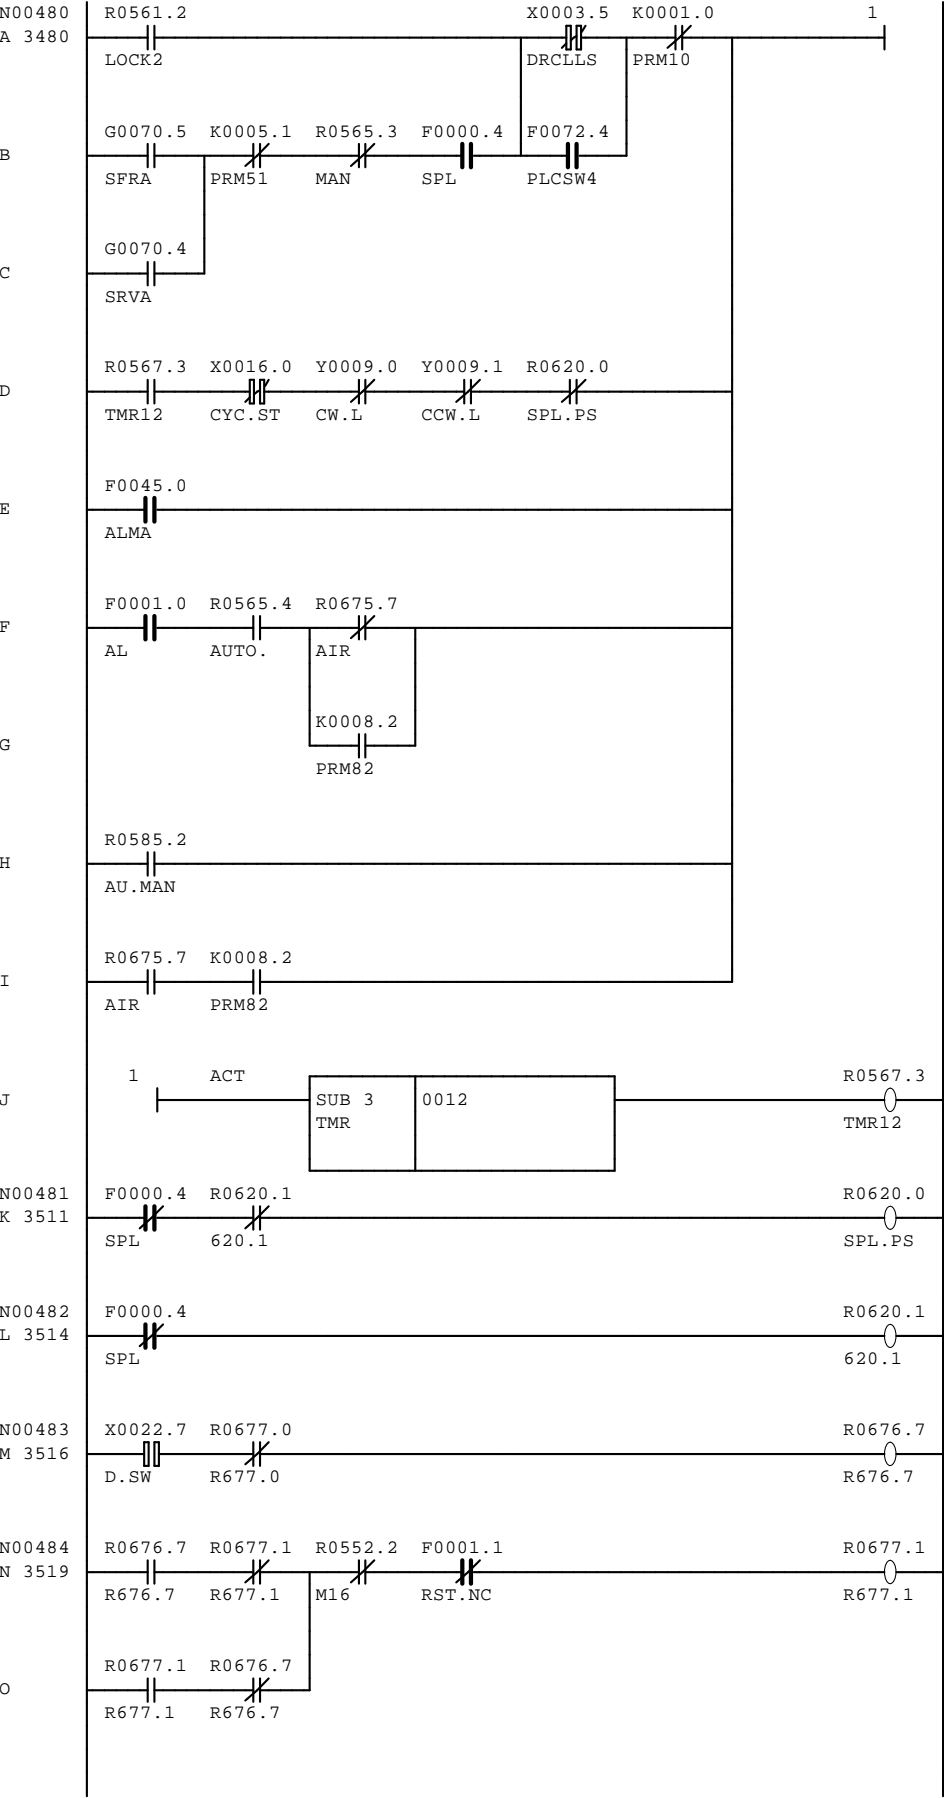 N00480 R0561.2 X0003.5 K0001.0 1
A 3480
LOCK2 DRCLLS PRM10
G0070.5 K0005.1 R0565.3 F0000.4 F0072.4
B
SFRA PRM51 MAN SPL PLCSW4
G0070.4
C
SRVA
R0567.3 X0016.0 Y0009.0 Y0009.1 R0620.0
D
TMR12 CYC.ST CW.L CCW.L SPL.PS
F0045.0
E
ALMA
F0001.0 R0565.4 R0675.7
F
AL AUTO. AIR
K0008.2
G
PRM82
R0585.2
H
AU.MAN
R0675.7 K0008.2
I
AIR PRM82
1 ACT R0567.3
J SUB 3 0012
TMR TMR12
N00481 F0000.4 R0620.1 R0620.0
K 3511
SPL 620.1 SPL.PS
N00482 F0000.4 R0620.1
L 3514
SPL 620.1
N00483 X0022.7 R0677.0 R0676.7
M 3516
D.SW R677.0 R676.7
N00484 R0676.7 R0677.1 R0552.2 F0001.1 R0677.1
N 3519
R676.7 R677.1 M16 RST.NC R677.1
R0677.1 R0676.7
O
R677.1 R676.7